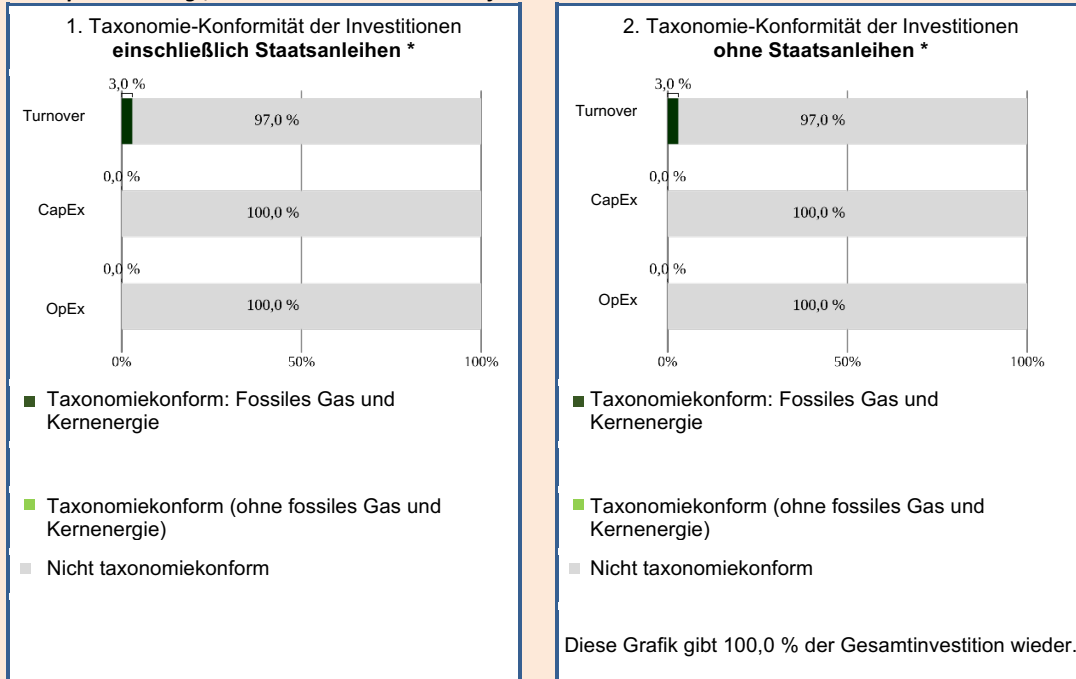 1. Taxonomie-Konformität der Investitionen
einschließlich Staatsanleihen *
3,0 %
Turnover
97,0 %
0,0 %
CapEx
100,0 %
0,0 %
OpEx
100,0 %
0%
50%
100%
Taxonomiekonform: Fossiles Gas und
Kernenergie
Taxonomiekonform (ohne fossiles Gas und
Kernenergie)
Nicht taxonomiekonform
2. Taxonomie-Konformität der Investitionen
ohne Staatsanleihen *
3,0 %
Turnover
97,0 %
0,0 %
CapEx
100,0 %
0,0 %
OpEx
100,0 %
0%
50%
100%
Taxonomiekonform: Fossiles Gas und
Kernenergie
Taxonomiekonform (ohne fossiles Gas und
Kernenergie)
Nicht taxonomiekonform
Diese Grafik gibt 100,0 % der Gesamtinvestition wieder.